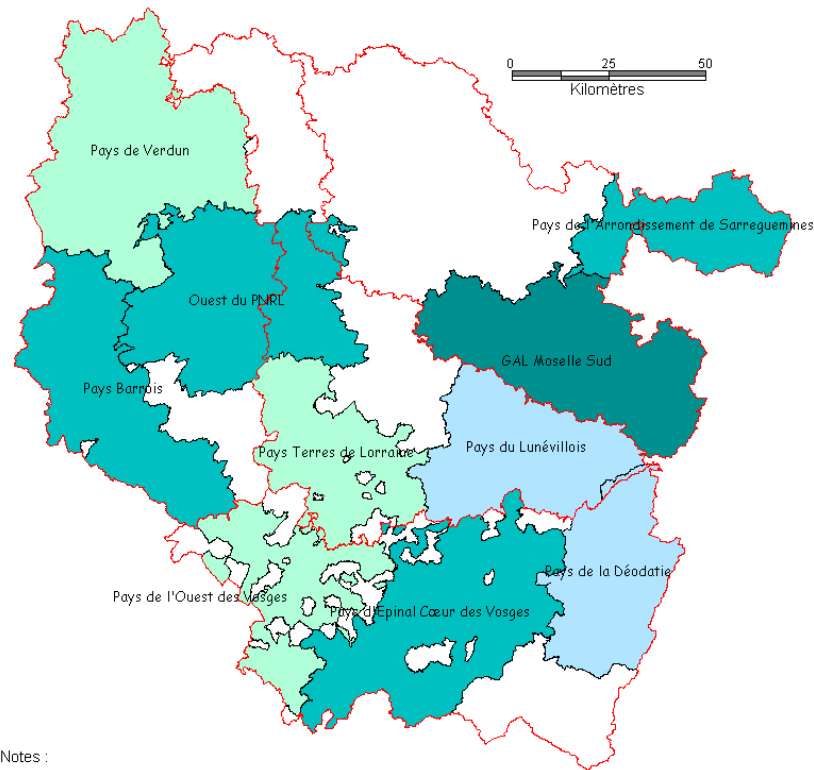 0 25 50
Kilomètres
Pays de Verdun
Pays de l'Arrondissement de Sarreguemines
Ouest du PNRL
GAL Moselle Sud
Pays Barrois
Pays Terres de Lorraine
Pays du Lunévillois
Pays de la Déodatie
Pays de l'Ouest des Vosges
Pays d'Epinal Cœur des Vosges
Notes :